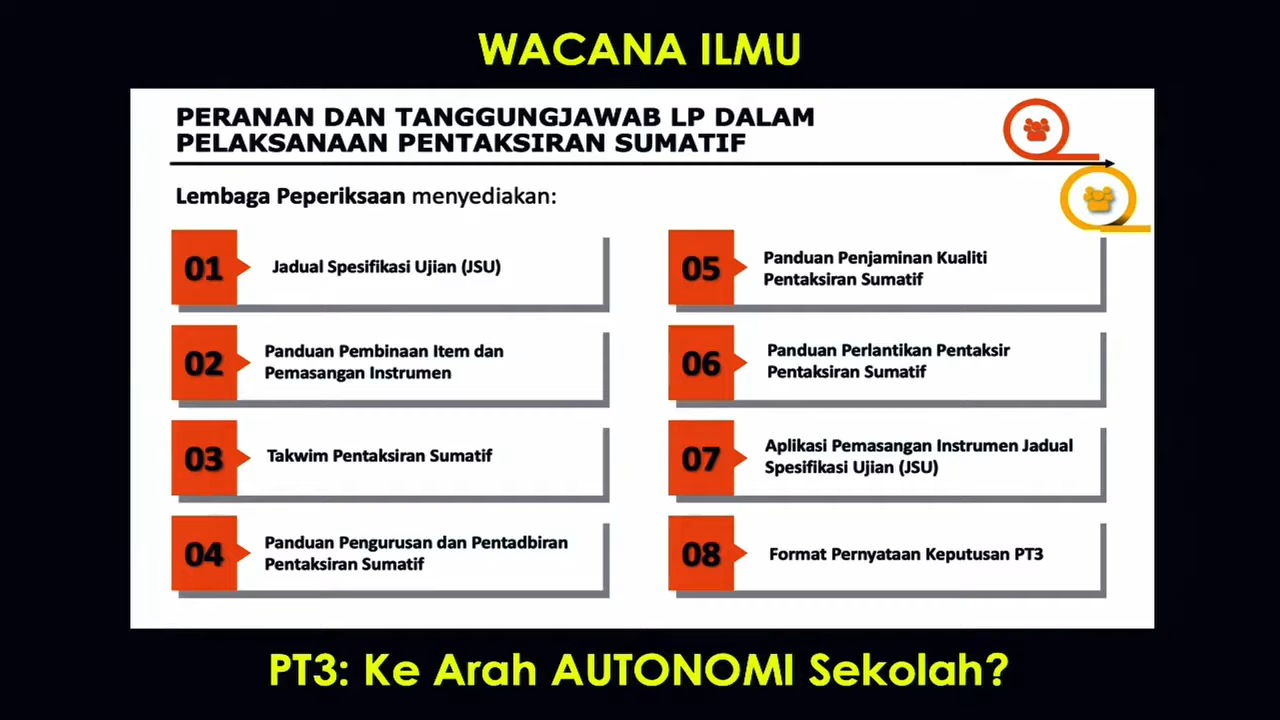 WACANA ILMU
PERANAN DAN TANGGUNGJAWAB LP DALAM
PELAKSANAAN PENTAKSIRAN SUMATIF
Lembaga Peperiksaan menyediakan:
01
Jadual Spesifikasi Ujian (JSU)
02
Panduan Pembinaan Item dan
Pemasangan Instrumen
03
Takwim Pentaksiran Sumatif
04
Panduan Pengurusan dan Pentadbiran
Pentaksiran Sumatif
05
Panduan Penjaminan Kualiti
Pentaksiran Sumatif
06
Panduan Perlantikan Pentaksir
Pentaksiran Sumatif
07
Aplikasi Pemasangan Instrumen Jadual
Spesifikasi Ujian (JSU)
08
Format Pernyataan Keputusan PT3
PT3: Ke Arah AUTONOMI Sekolah?